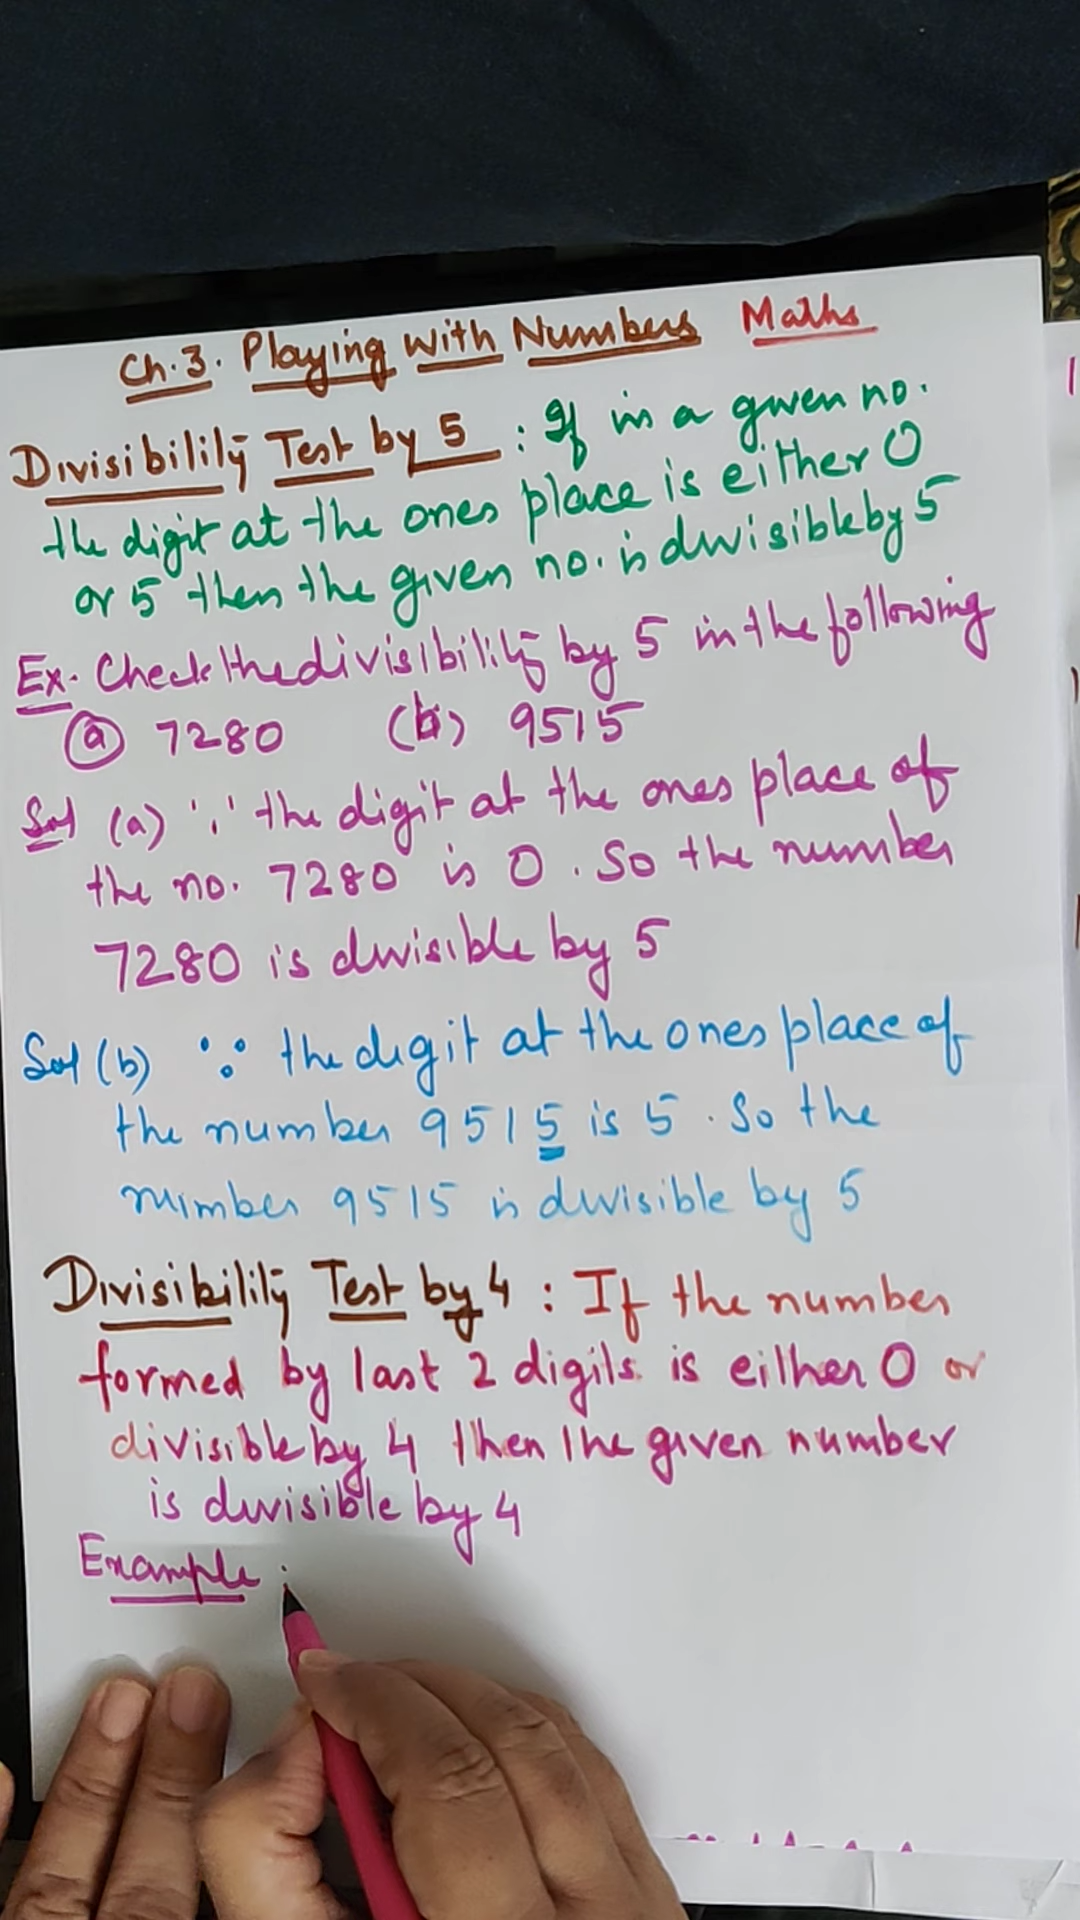 Ch.3. Playing with Numbers Maths
Divisibility Test by 5 : If in a given no.
the digit at the ones place is either 0
or 5 then the given no. is divisible by 5
Ex. Check the divisibility by 5 in the following
(a) 7280 (b) 9515
Sol (a) ∵ the digit at the ones place of
the no. 7280 is 0. So the number
7280 is divisible by 5
Sol (b) ∵ the digit at the ones place of
the number 9515 is 5. So the
number 9515 is divisible by 5
Divisibility Test by 4 : If the number
formed by last 2 digits is either 0 or
divisible by 4 then the given number
is divisible by 4
Example :